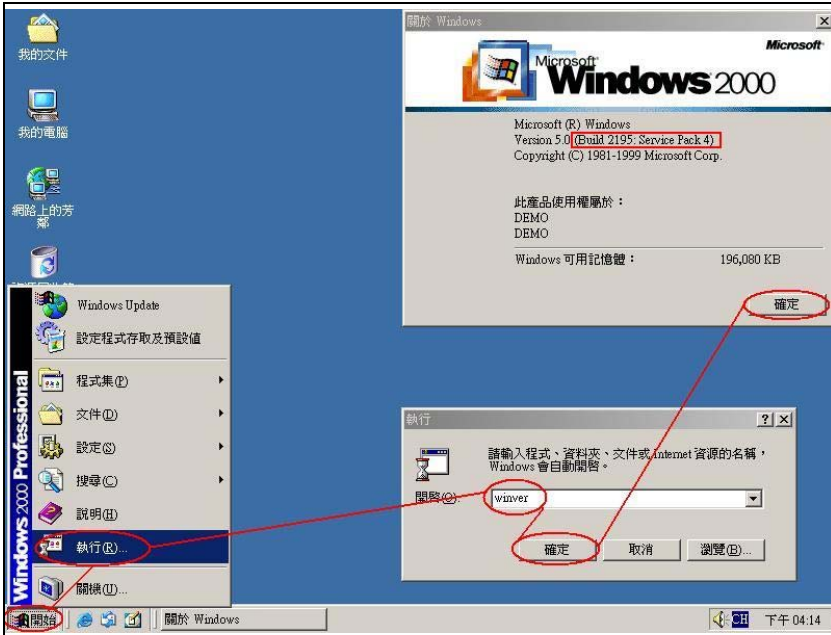 我的文件
我的電腦
網路上的芳
鄰
Windows 2000 Professional
Windows Update
設定程式存取及預設值
程式集(P)
文件(D)
設定(S)
搜尋(C)
說明(H)
執行(R)...
關機(U)...
關於 Windows
Microsoft
Microsoft
Windows 2000
Microsoft (R) Windows
Version 5.0 (Build 2195: Service Pack 4)
Copyright (C) 1981-1999 Microsoft Corp.
此產品使用權屬於：
DEMO
DEMO
Windows 可用記憶體： 196,080 KB
確定
執行
請輸入程式、資料夾、文件或 Internet 資源的名稱，
Windows 會自動開啓。
開啓(O):
winver
確定 取消 瀏覽(B)...
開始 關於 Windows CH 下午 04:14